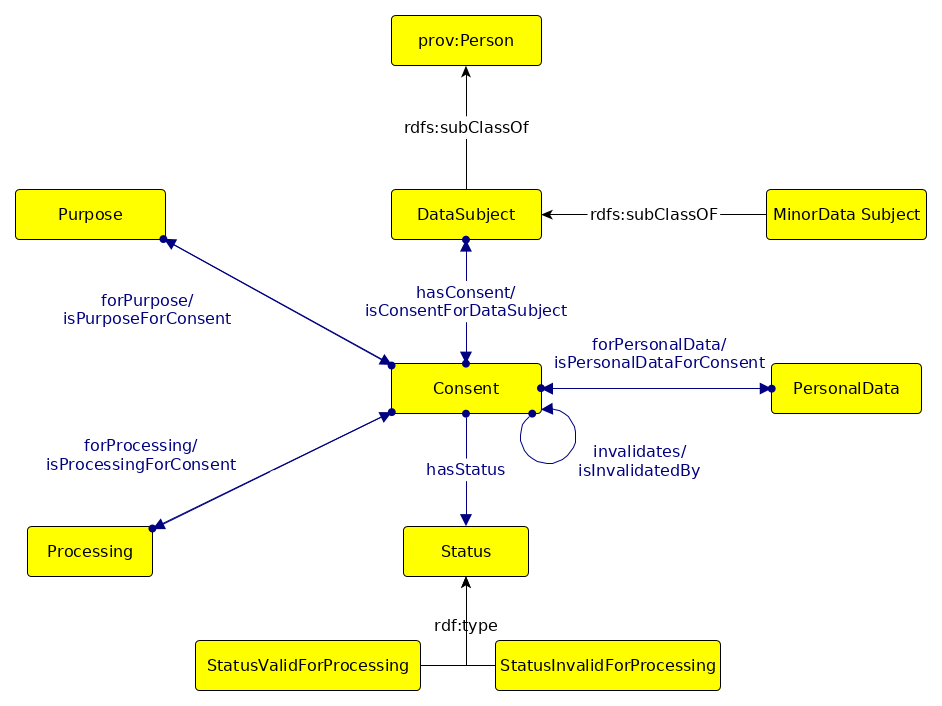 prov:Person
rdfs:subClassOf
Purpose
DataSubject
rdfs:subClassOF
MinorData Subject
forPurpose/
isPurposeForConsent
hasConsent/
isConsentForDataSubject
forPersonalData/
isPersonalDataForConsent
Consent
PersonalData
forProcessing/
isProcessingForConsent
hasStatus
invalidates/
isInvalidatedBy
Processing
Status
rdf:type
StatusValidForProcessing
StatusInvalidForProcessing